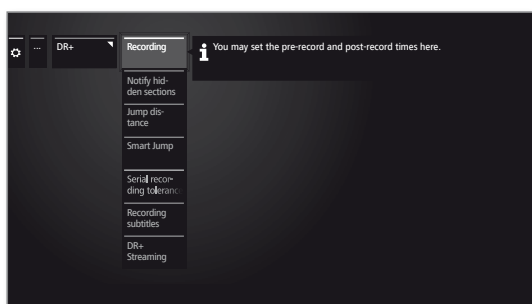 ...
DR+
Recording
You may set the pre-record and post-record times here.
Notify hid-
den sections
Jump dis-
tance
Smart Jump
Serial recor-
ding tolerance
Recording
subtitles
DR+
Streaming